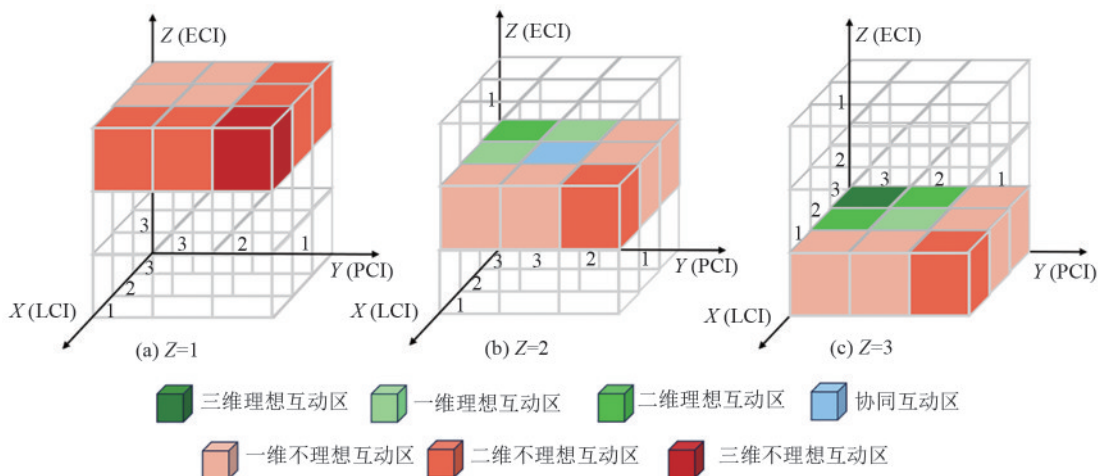 Z (ECI)
3
3
3
2
1
2
1
Y (PCI)
X (LCI)
(a) Z=1
Z (ECI)
1
3
3
2
1
2
1
Y (PCI)
X (LCI)
(b) Z=2
Z (ECI)
1
2
3
3
2
1
2
1
Y (PCI)
X (LCI)
(c) Z=3
三维理想互动区
一维理想互动区
二维理想互动区
协同互动区
一维不理想互动区
二维不理想互动区
三维不理想互动区